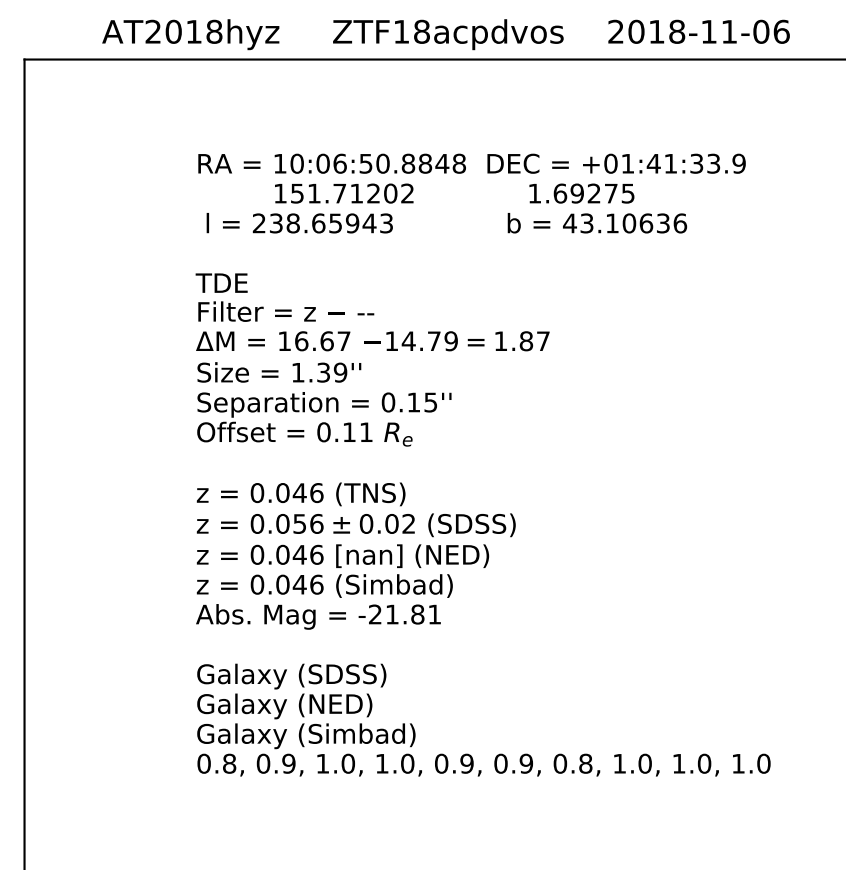 AT2018hyz ZTF18acpdvos 2018-11-06
RA = 10:06:50.8848 DEC = +01:41:33.9
151.71202 1.69275
l = 238.65943 b = 43.10636
TDE
Filter = z − --
ΔM = 16.67 −14.79 = 1.87
Size = 1.39''
Separation = 0.15''
Offset = 0.11 Rₑ
z = 0.046 (TNS)
z = 0.056 ± 0.02 (SDSS)
z = 0.046 [nan] (NED)
z = 0.046 (Simbad)
Abs. Mag = -21.81
Galaxy (SDSS)
Galaxy (NED)
Galaxy (Simbad)
0.8, 0.9, 1.0, 1.0, 0.9, 0.9, 0.8, 1.0, 1.0, 1.0